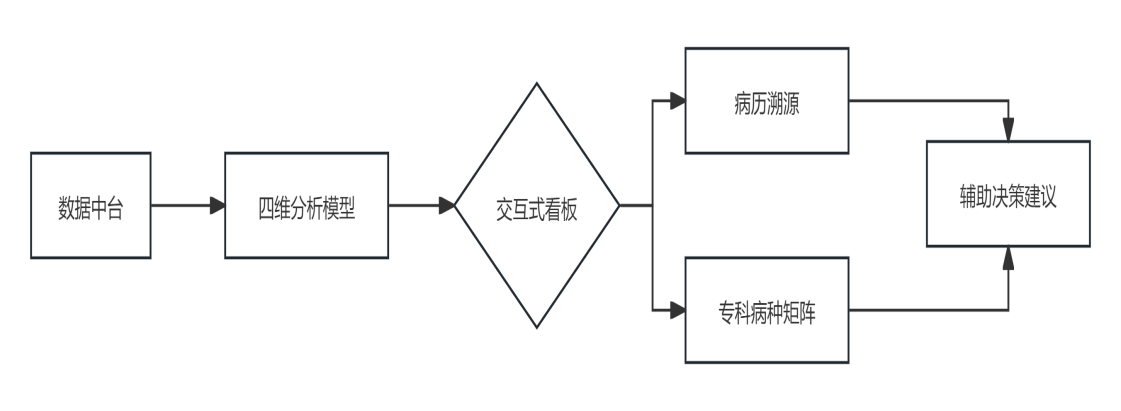 数据中台
四维分析模型
交互式看板
病历溯源
专科病种矩阵
辅助决策建议